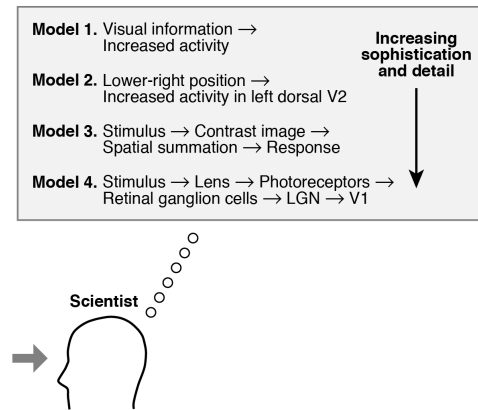 Model 1. Visual information →
Increased activity
Increasing
sophistication
and detail
Model 2. Lower-right position →
Increased activity in left dorsal V2
Model 3. Stimulus → Contrast image →
Spatial summation → Response
Model 4. Stimulus → Lens → Photoreceptors →
Retinal ganglion cells → LGN → V1
Scientist